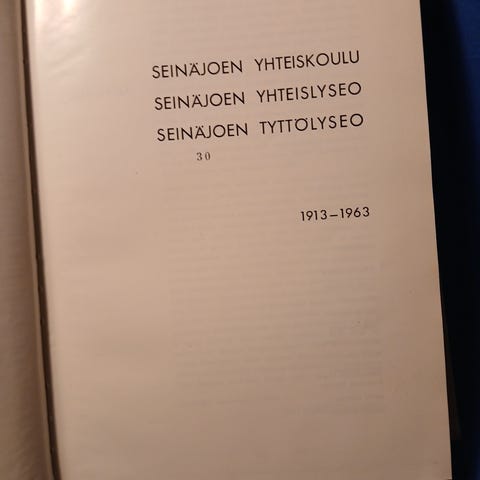 SEINÄJOEN YHTEISKOULU
SEINÄJOEN YHTEISLYSEO
SEINÄJOEN TYTTÖLYSEO
30
1913–1963